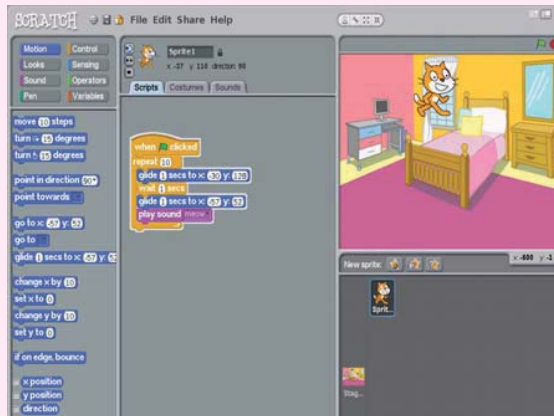 SCRATCH File Edit Share Help
Motion Control
Looks Sensing
Sound Operators
Pen Variables
move 10 steps
turn 15 degrees
turn 15 degrees
point in direction 90
point towards
go to x: -57 y: 52
go to
glide 1 secs to x: -57 y: 52
change x by 10
set x to 0
change y by 10
set y to 0
if on edge, bounce
x position
y position
direction
Sprite1
Scripts Costumes Sounds
when clicked
repeat 10
glide 1 secs to x: -30 y: 128
wait 1 secs
glide 1 secs to x: -57 y: 52
play sound meow
New sprite:
x: -600 y: -1
Sprit...
Stag...